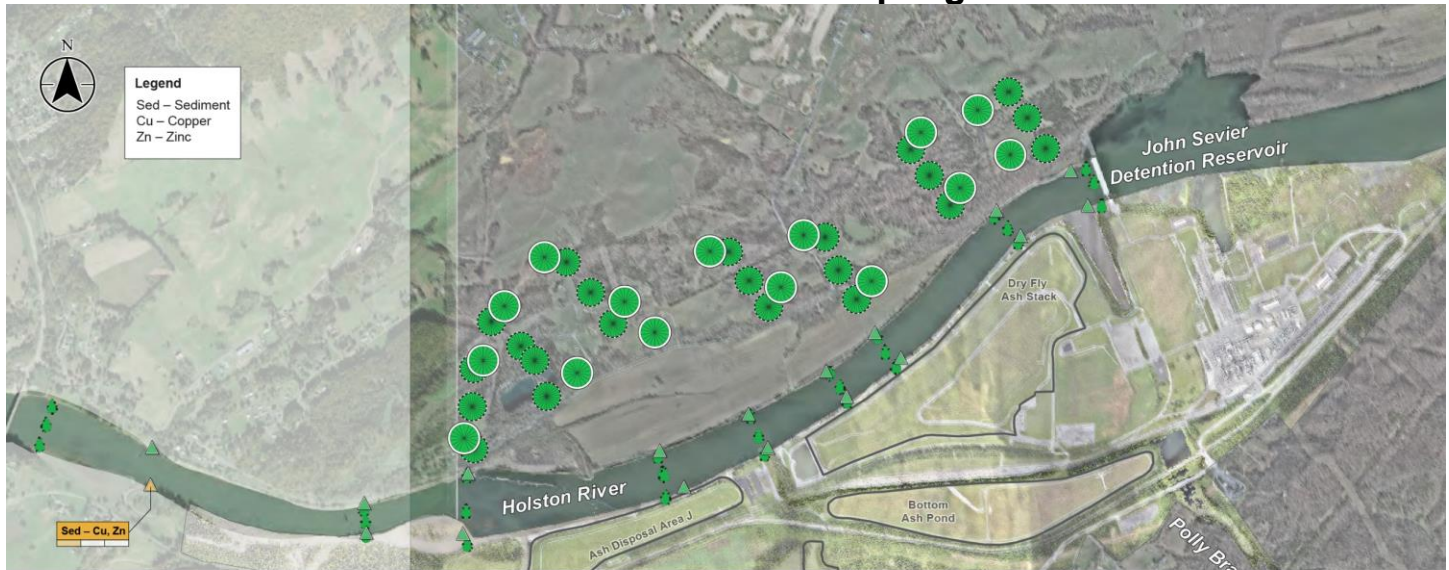 N
Legend
Sed – Sediment
Cu – Copper
Zn – Zinc
John Sevier
Detention Reservoir
Dry Fly
Ash Stack
Holston River
Bottom
Ash Pond
Ash Disposal Area J
Sed – Cu, Zn
Polly